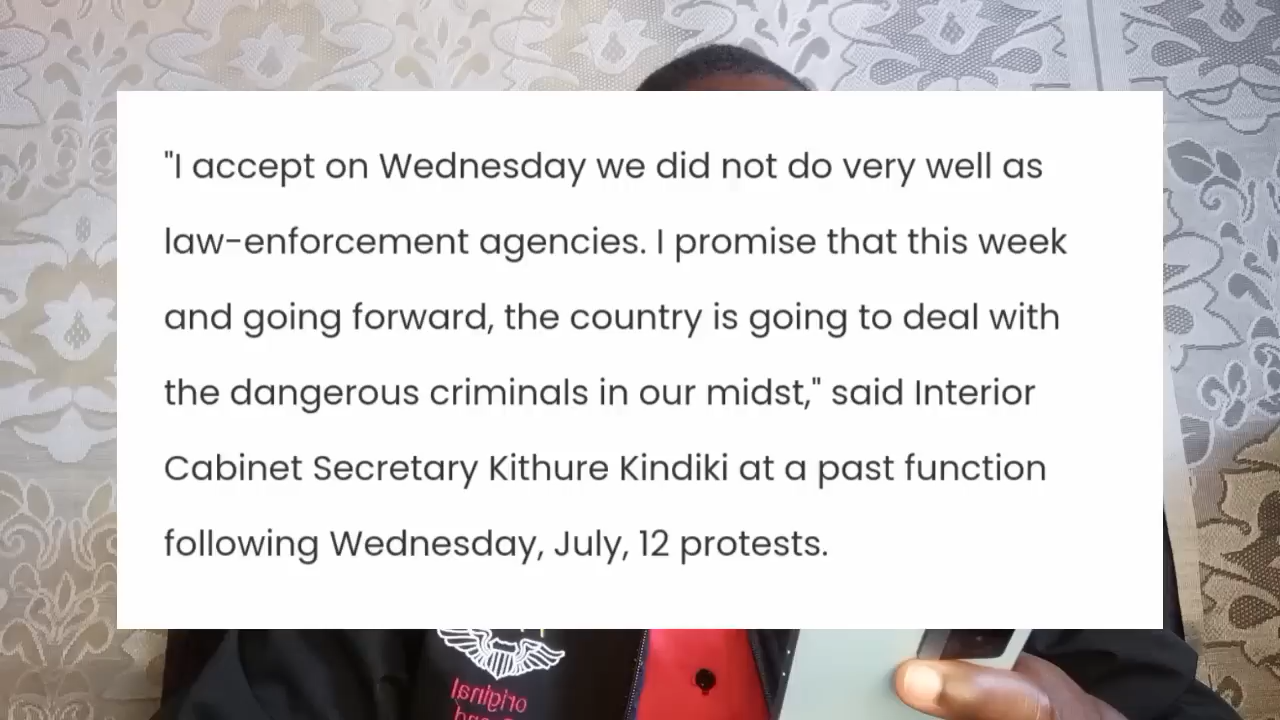 "I accept on Wednesday we did not do very well as
law-enforcement agencies. I promise that this week
and going forward, the country is going to deal with
the dangerous criminals in our midst," said Interior
Cabinet Secretary Kithure Kindiki at a past function
following Wednesday, July, 12 protests.
original